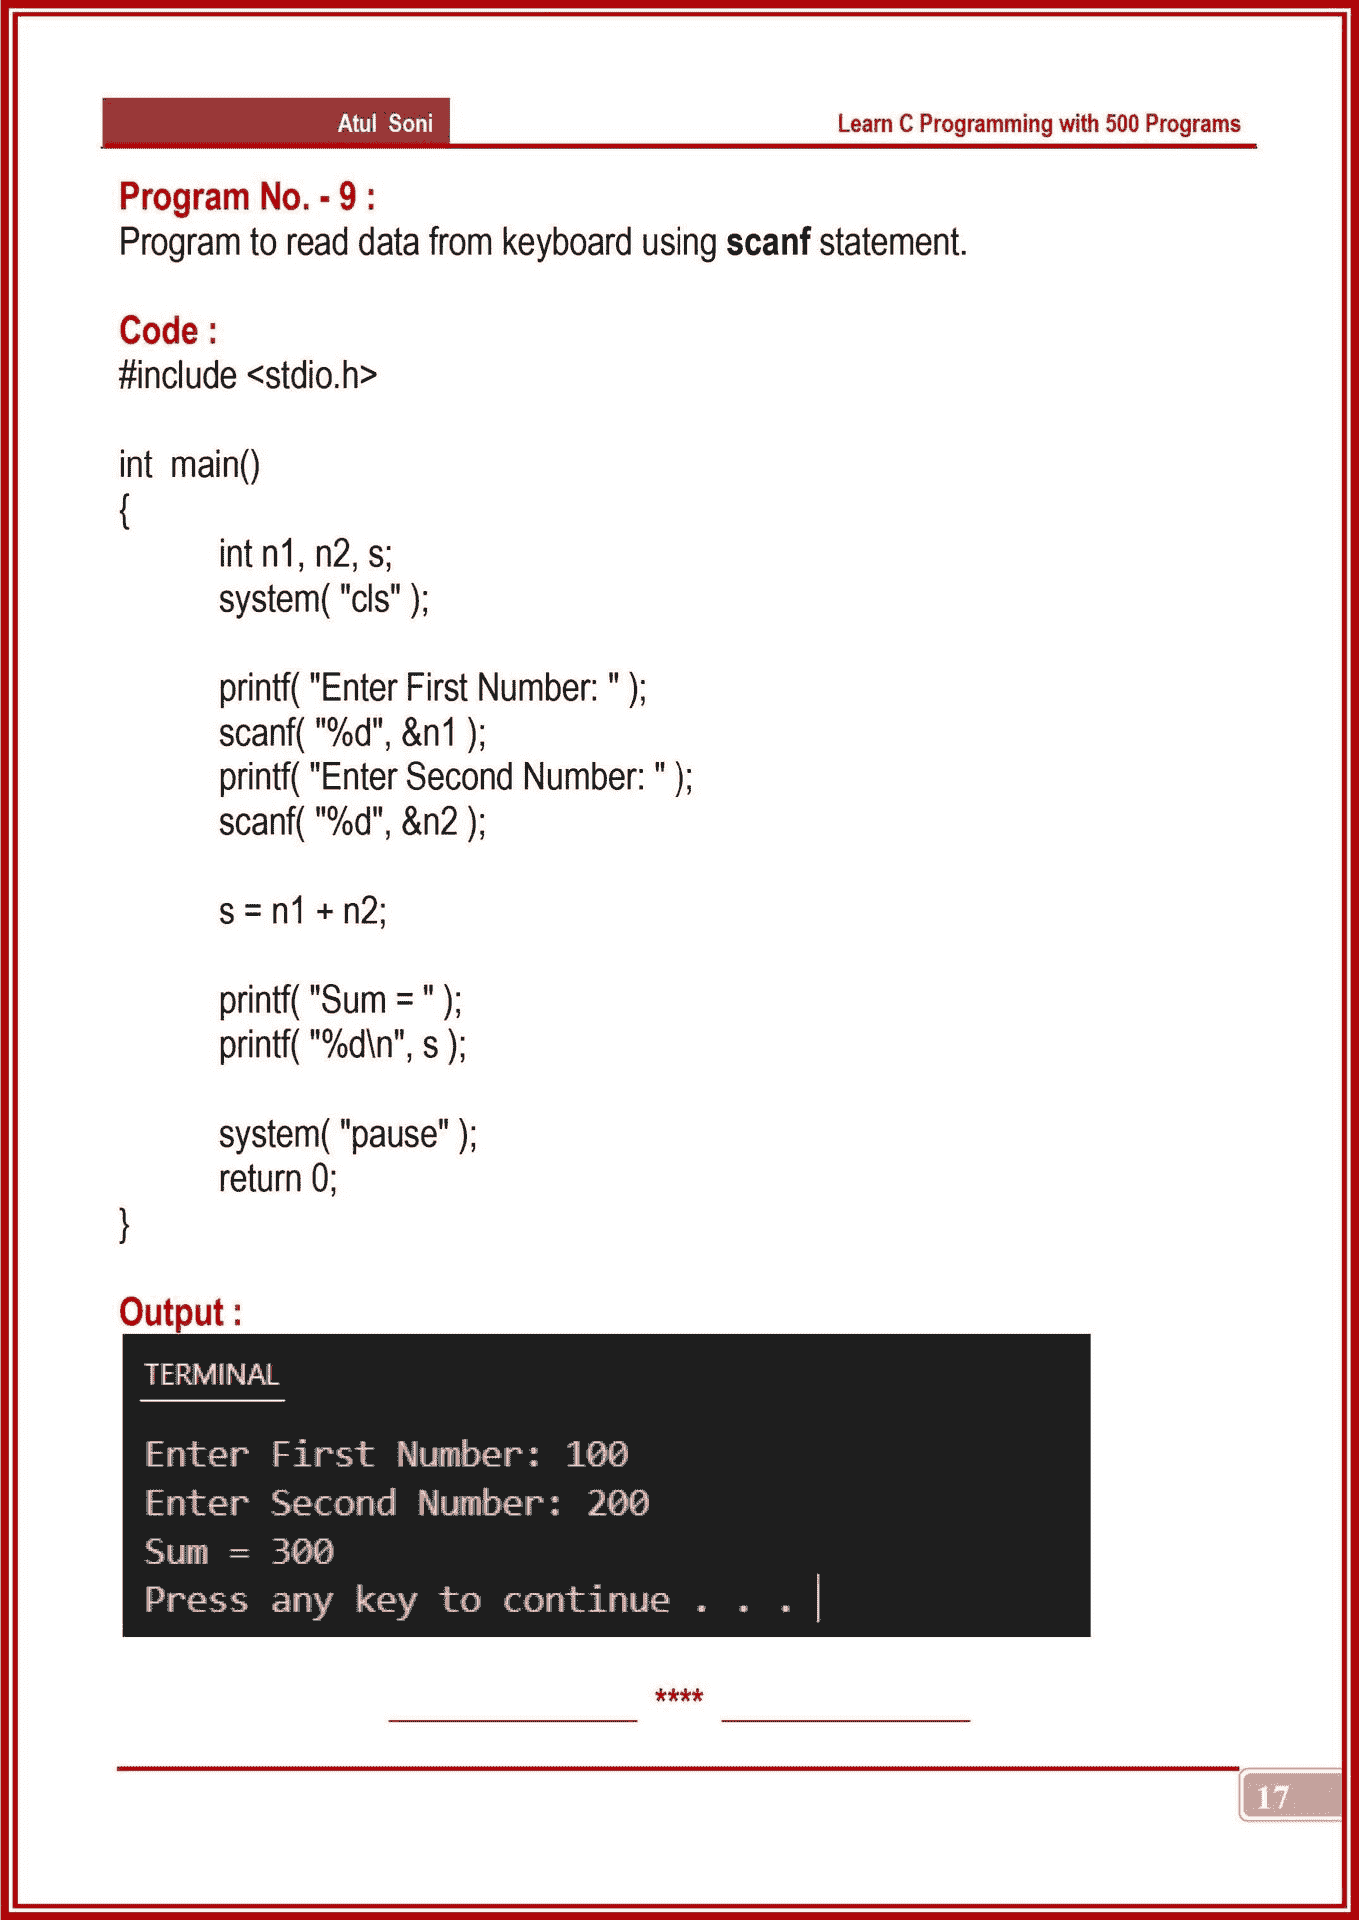 Atul  Soni
Learn C Programming with 500 Programs
Program No. - 9 :
Program to read data from keyboard using scanf statement.
Code :
#include <stdio.h>
int  main()
{
int n1, n2, s;
system( "cls" );
printf( "Enter First Number: " );
scanf( "%d", &n1 );
printf( "Enter Second Number: " );
scanf( "%d", &n2 );
s = n1 + n2;
printf( "Sum = " );
printf( "%d\n", s );
system( "pause" );
return 0;
}
Output :
TERMINAL
Enter First Number: 100
Enter Second Number: 200
Sum = 300
Press any key to continue . . .
****
17